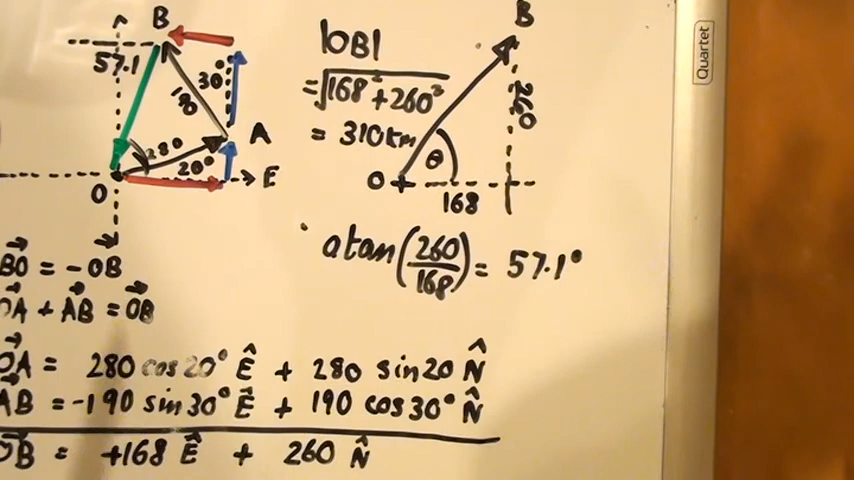 B
57.1
30°
190
A
280
20°
E
O
BO = -OB
OA + AB = OB
|OB|
= √168² + 260²
= 310km
B
260
θ
O
168
atan(260/168) = 57.1°
OA = 280 cos 20° Ê + 280 sin 20 N̂
AB = -190 sin 30° Ê + 190 cos 30° N̂
OB = +168 Ê + 260 N̂
Quartet